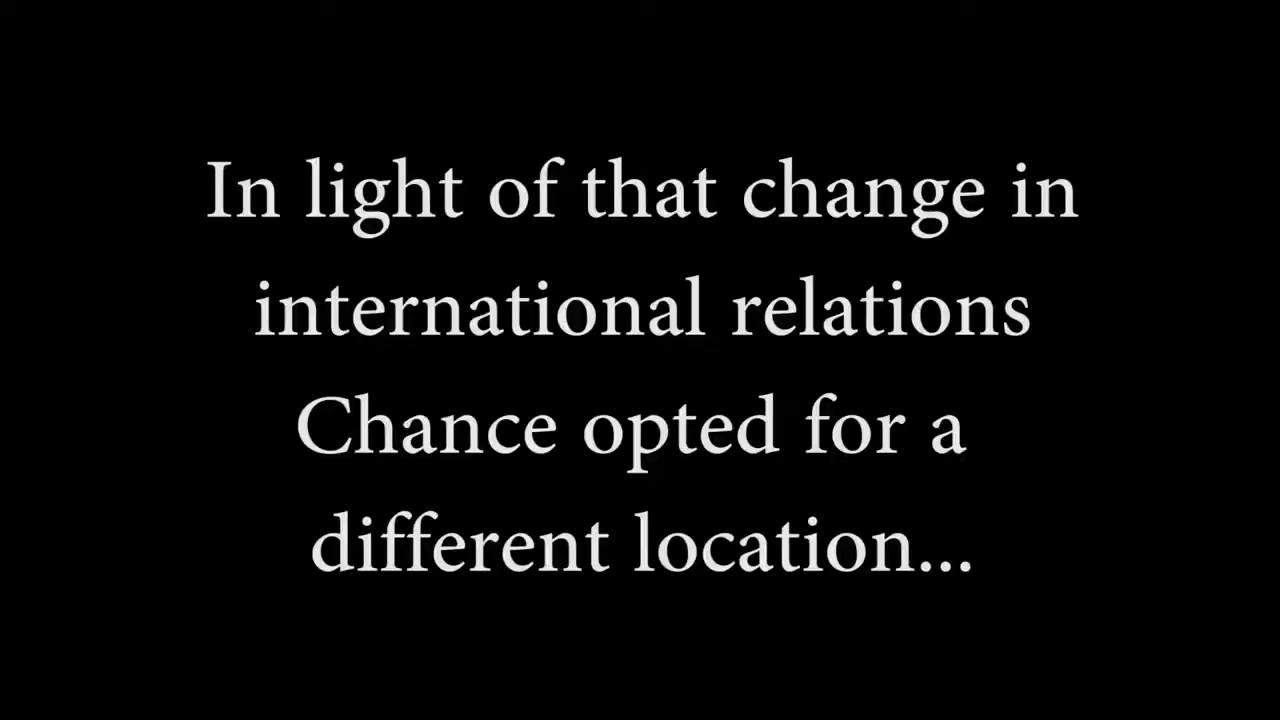 In light of that change in
international relations
Chance opted for a
different location...